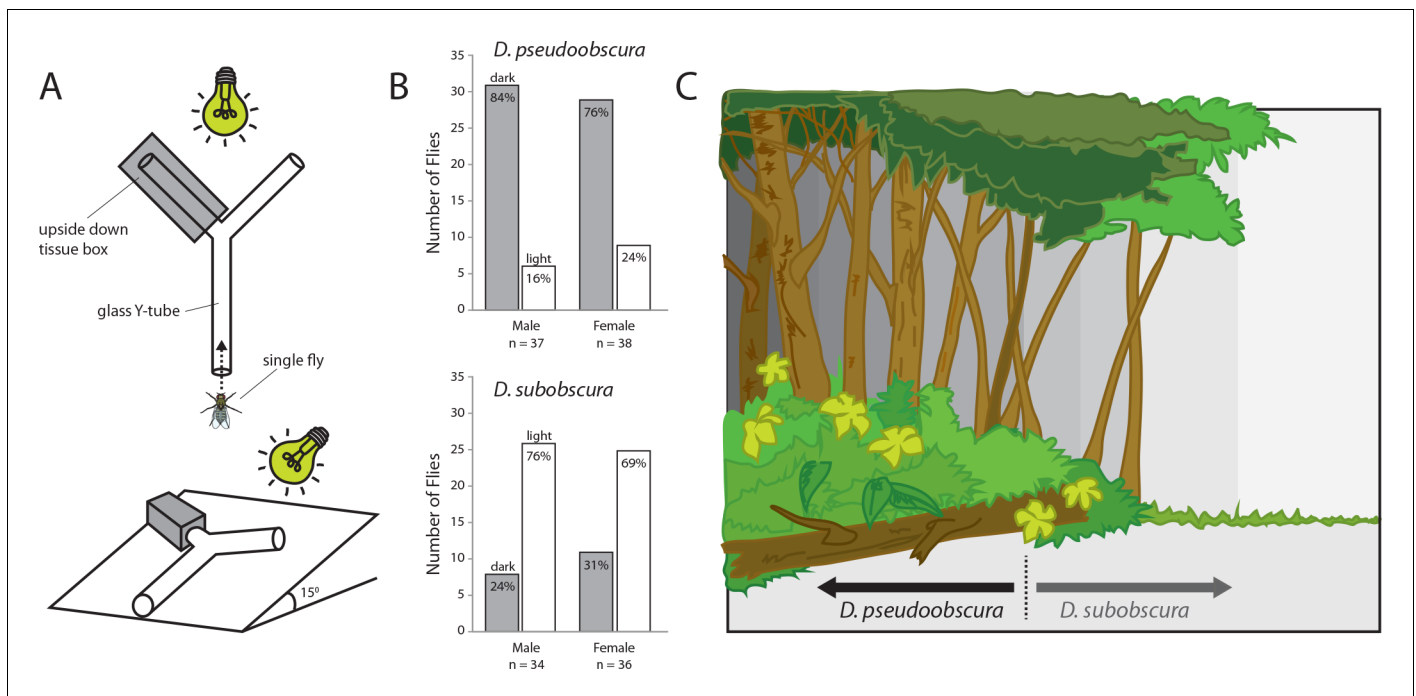 A
upside down
tissue box
glass Y-tube
single fly
15⁰
B
D. pseudoobscura
Number of Flies
35
30
25
20
15
10
5
0
dark
84%
light
16%
76%
24%
Male
n = 37
Female
n = 38
D. subobscura
Number of Flies
35
30
25
20
15
10
5
0
dark
24%
light
76%
31%
69%
Male
n = 34
Female
n = 36
C
D. pseudoobscura
D. subobscura